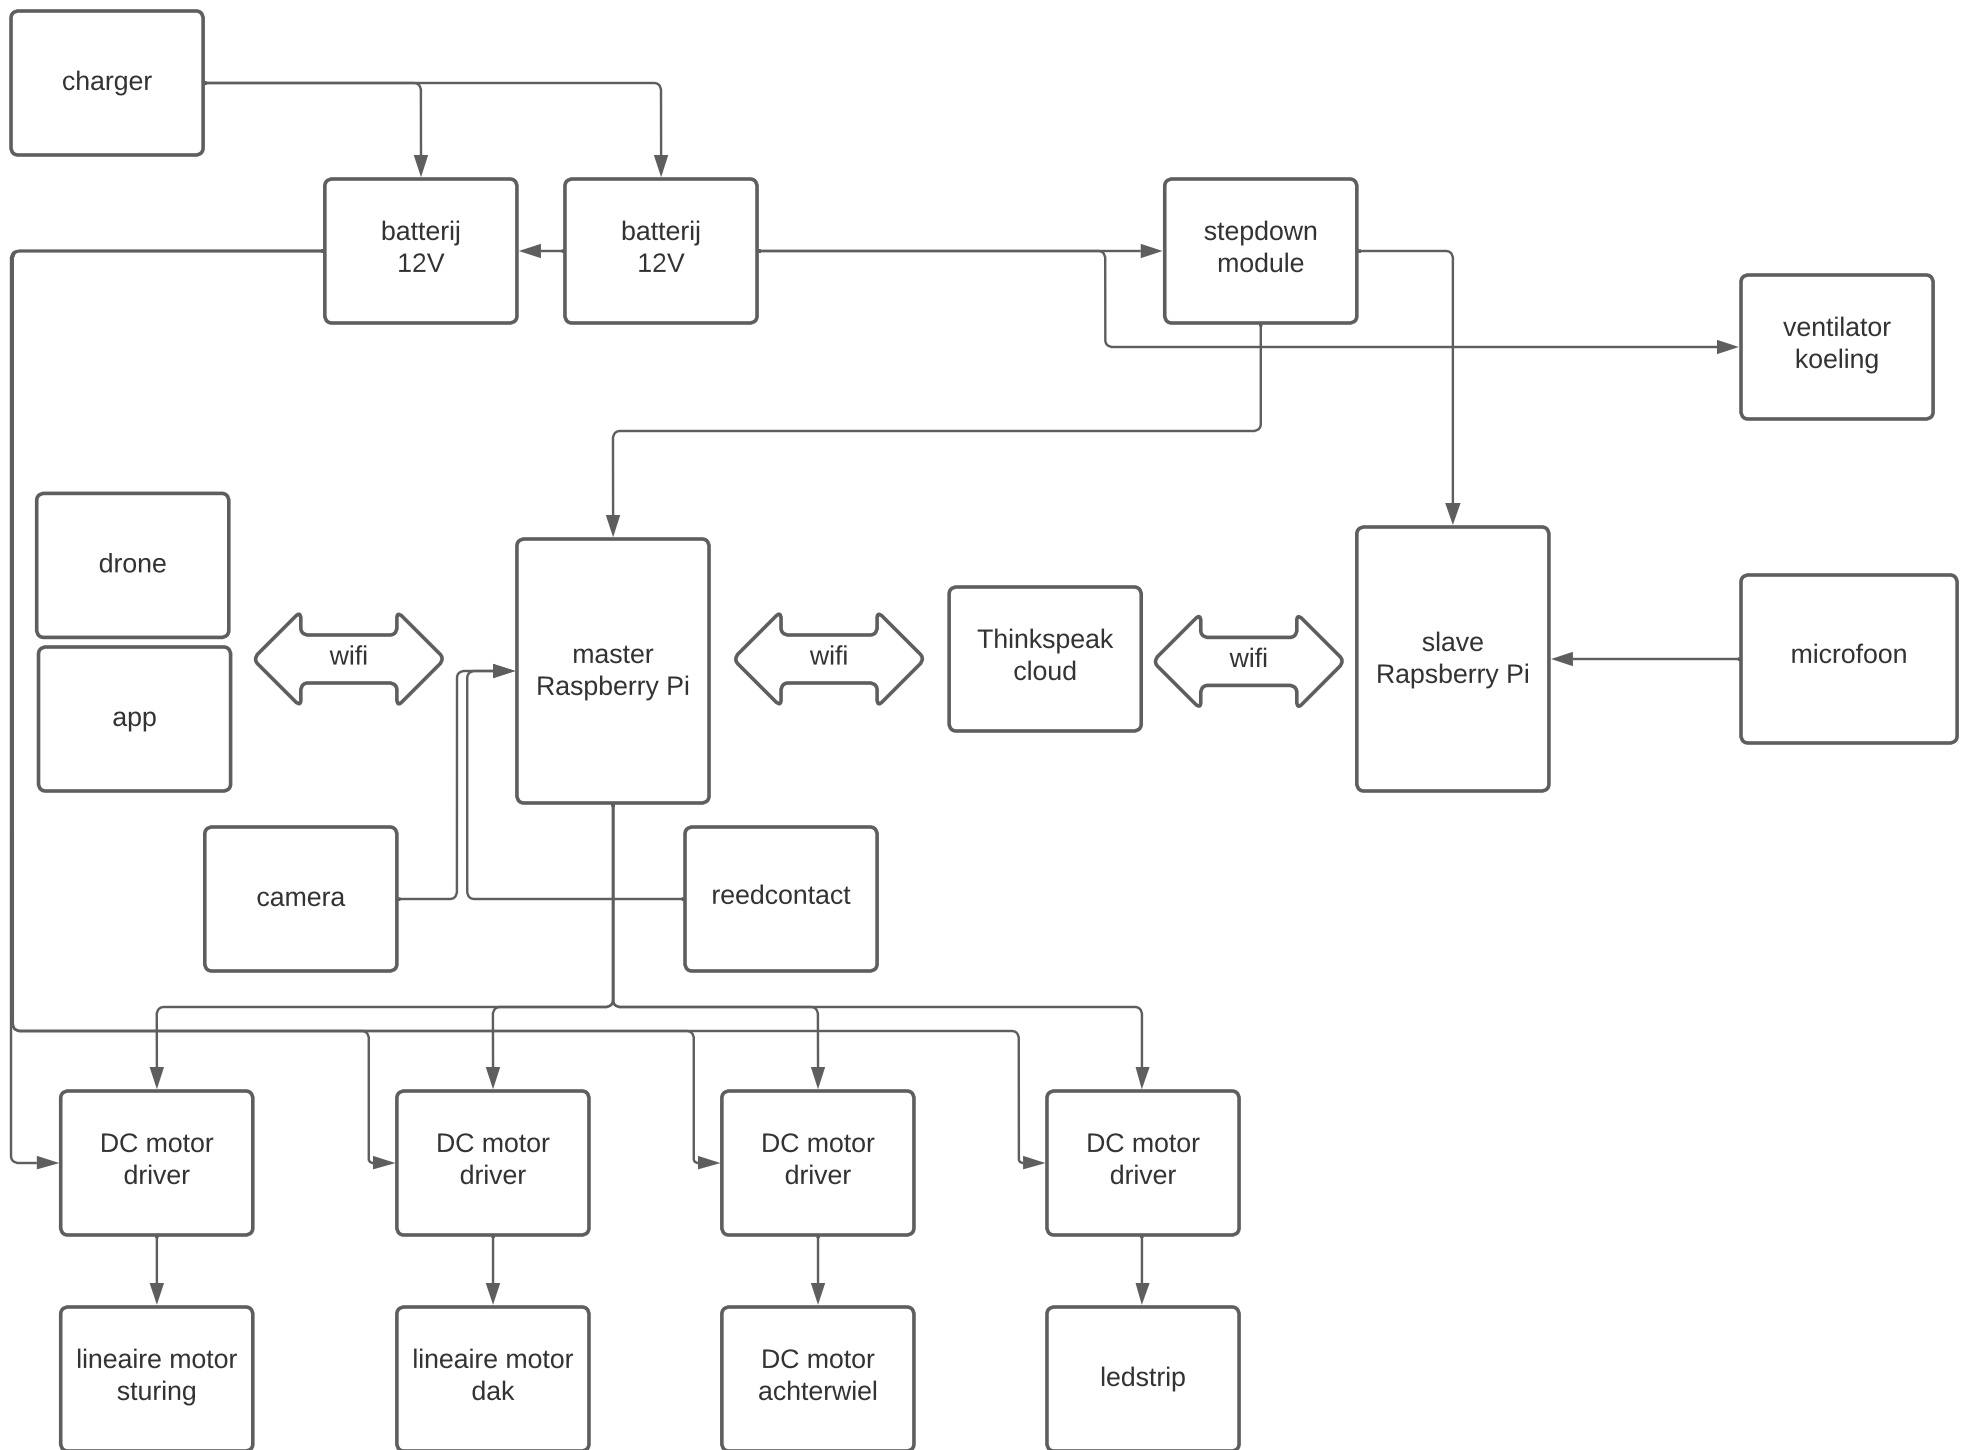 charger
batterij
12V
batterij
12V
stepdown
module
ventilator
koeling
drone
app
wifi
master
Raspberry Pi
wifi
Thinkspeak
cloud
wifi
slave
Rapsberry Pi
microfoon
camera
reedcontact
DC motor
driver
DC motor
driver
DC motor
driver
DC motor
driver
lineaire motor
sturing
lineaire motor
dak
DC motor
achterwiel
ledstrip